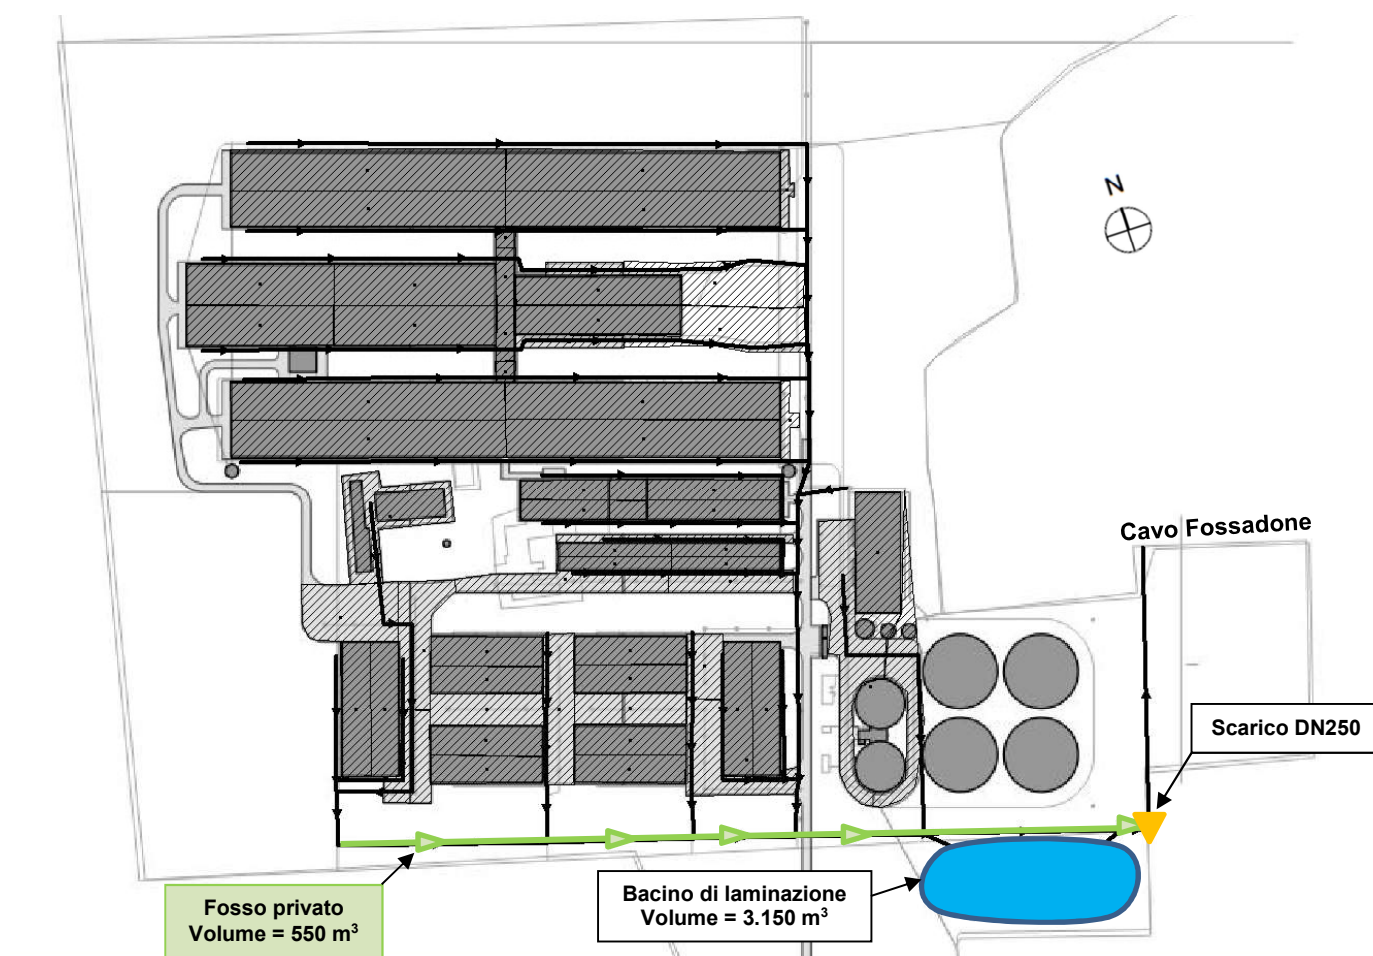 N
Cavo Fossadone
Scarico DN250
Bacino di laminazione
Volume = 3.150 m³
Fosso privato
Volume = 550 m³